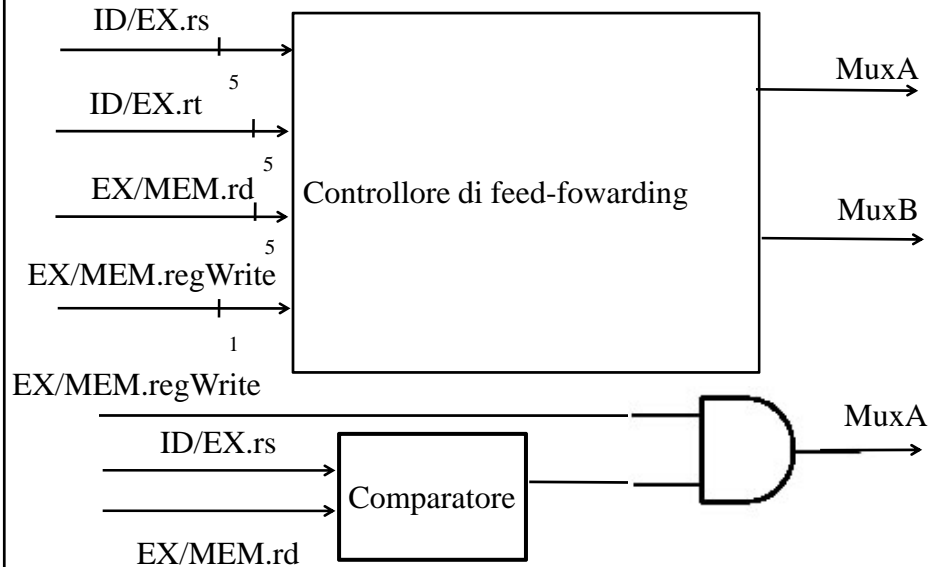 ID/EX.rs
5
MuxA
ID/EX.rt
5
EX/MEM.rd
Controllore di feed-fowarding
MuxB
5
EX/MEM.regWrite
1
EX/MEM.regWrite
MuxA
ID/EX.rs
Comparatore
EX/MEM.rd